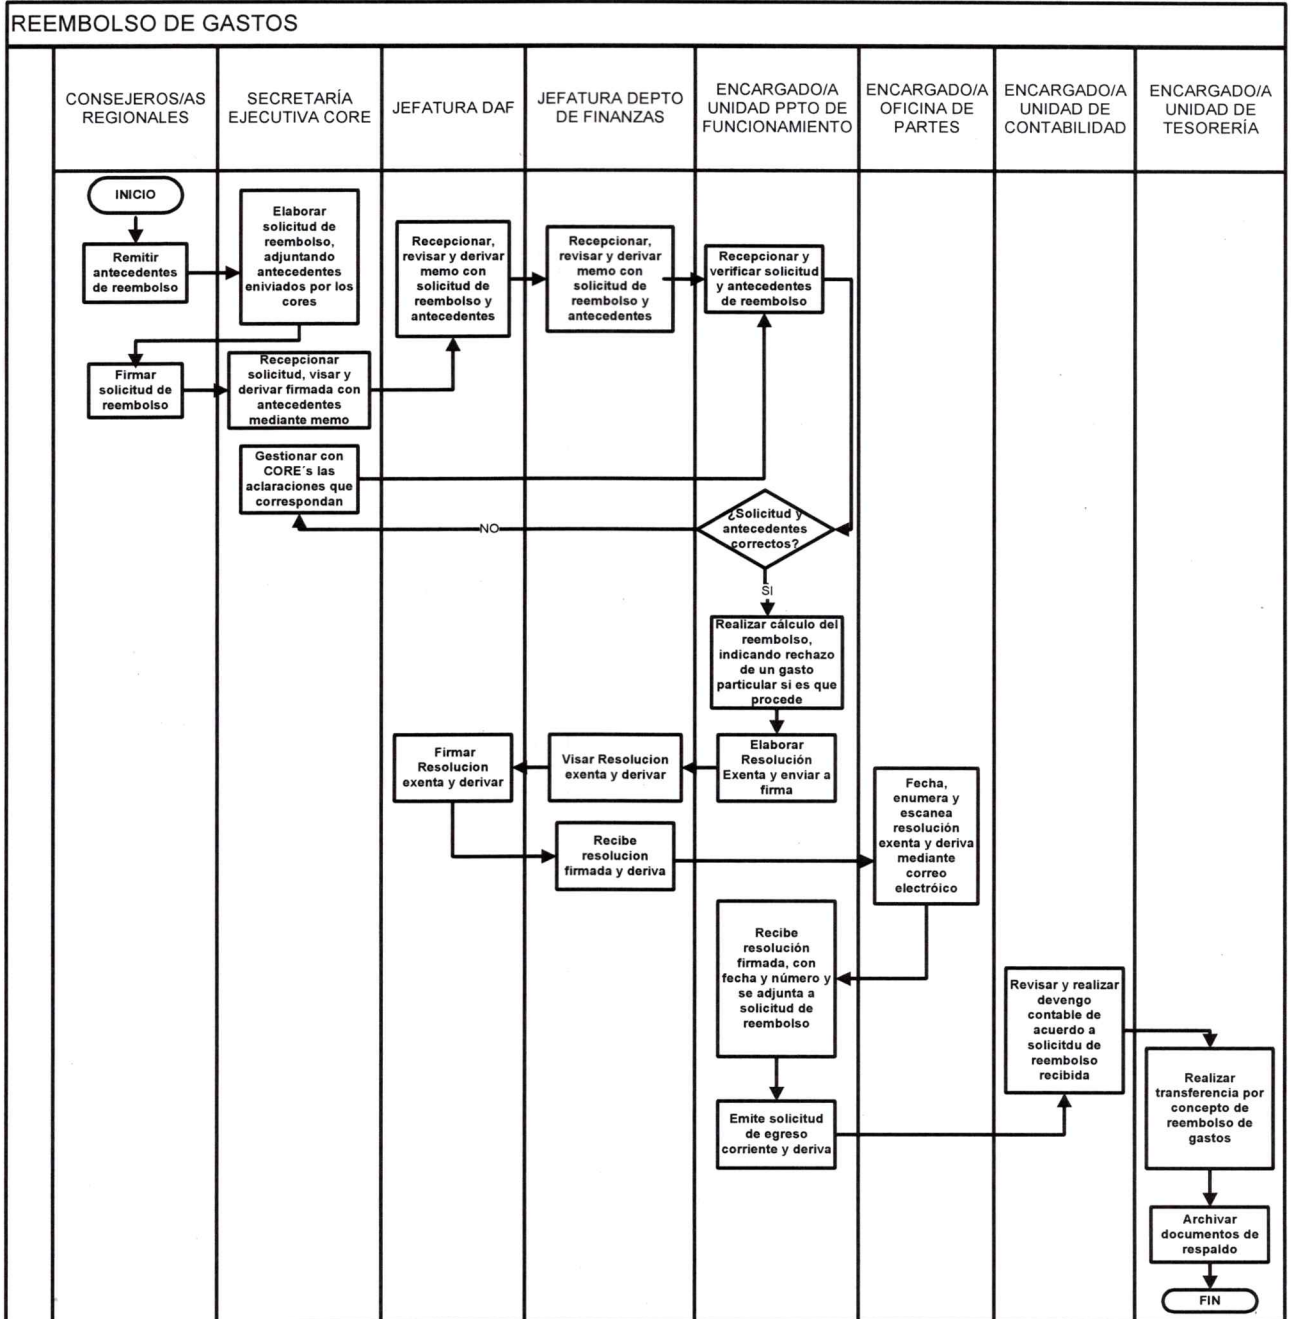 REEMBOLSO DE GASTOS
CONSEJEROS/AS
REGIONALES
SECRETARÍA
EJECUTIVA CORE
JEFATURA DAF
JEFATURA DEPTO
DE FINANZAS
ENCARGADO/A
UNIDAD PPTO DE
FUNCIONAMIENTO
ENCARGADO/A
OFICINA DE
PARTES
ENCARGADO/A
UNIDAD DE
CONTABILIDAD
ENCARGADO/A
UNIDAD DE
TESORERÍA
INICIO
Remitir
antecedentes
de reembolso
Elaborar
solicitud de
reembolso,
adjuntando
antecedentes
eniviados por los
cores
Firmar
solicitud de
reembolso
Recepcionar
solicitud, visar y
derivar firmada con
antecedentes
mediante memo
Recepcionar,
revisar y derivar
memo con
solicitud de
reembolso y
antecedentes
Recepcionar,
revisar y derivar
memo con
solicitud de
reembolso y
antecedentes
Recepcionar y
verificar solicitud
y antecedentes
de reembolso
Gestionar con
CORE´s las
aclaraciones que
correspondan
¿Solicitud y
antecedentes
correctos?
NO
SI
Realizar cálculo del
reembolso,
indicando rechazo
de un gasto
particular si es que
procede
Elaborar
Resolución
Exenta y enviar a
firma
Visar Resolucion
exenta y derivar
Firmar
Resolucion
exenta y derivar
Recibe
resolucion
firmada y deriva
Fecha,
enumera y
escanea
resolución
exenta y deriva
mediante
correo
electróico
Recibe
resolución
firmada, con
fecha y número y
se adjunta a
solicitud de
reembolso
Emite solicitud
de egreso
corriente y deriva
Revisar y realizar
devengo
contable de
acuerdo a
solicitdu de
reembolso
recibida
Realizar
transferencia por
concepto de
reembolso de
gastos
Archivar
documentos de
respaldo
FIN